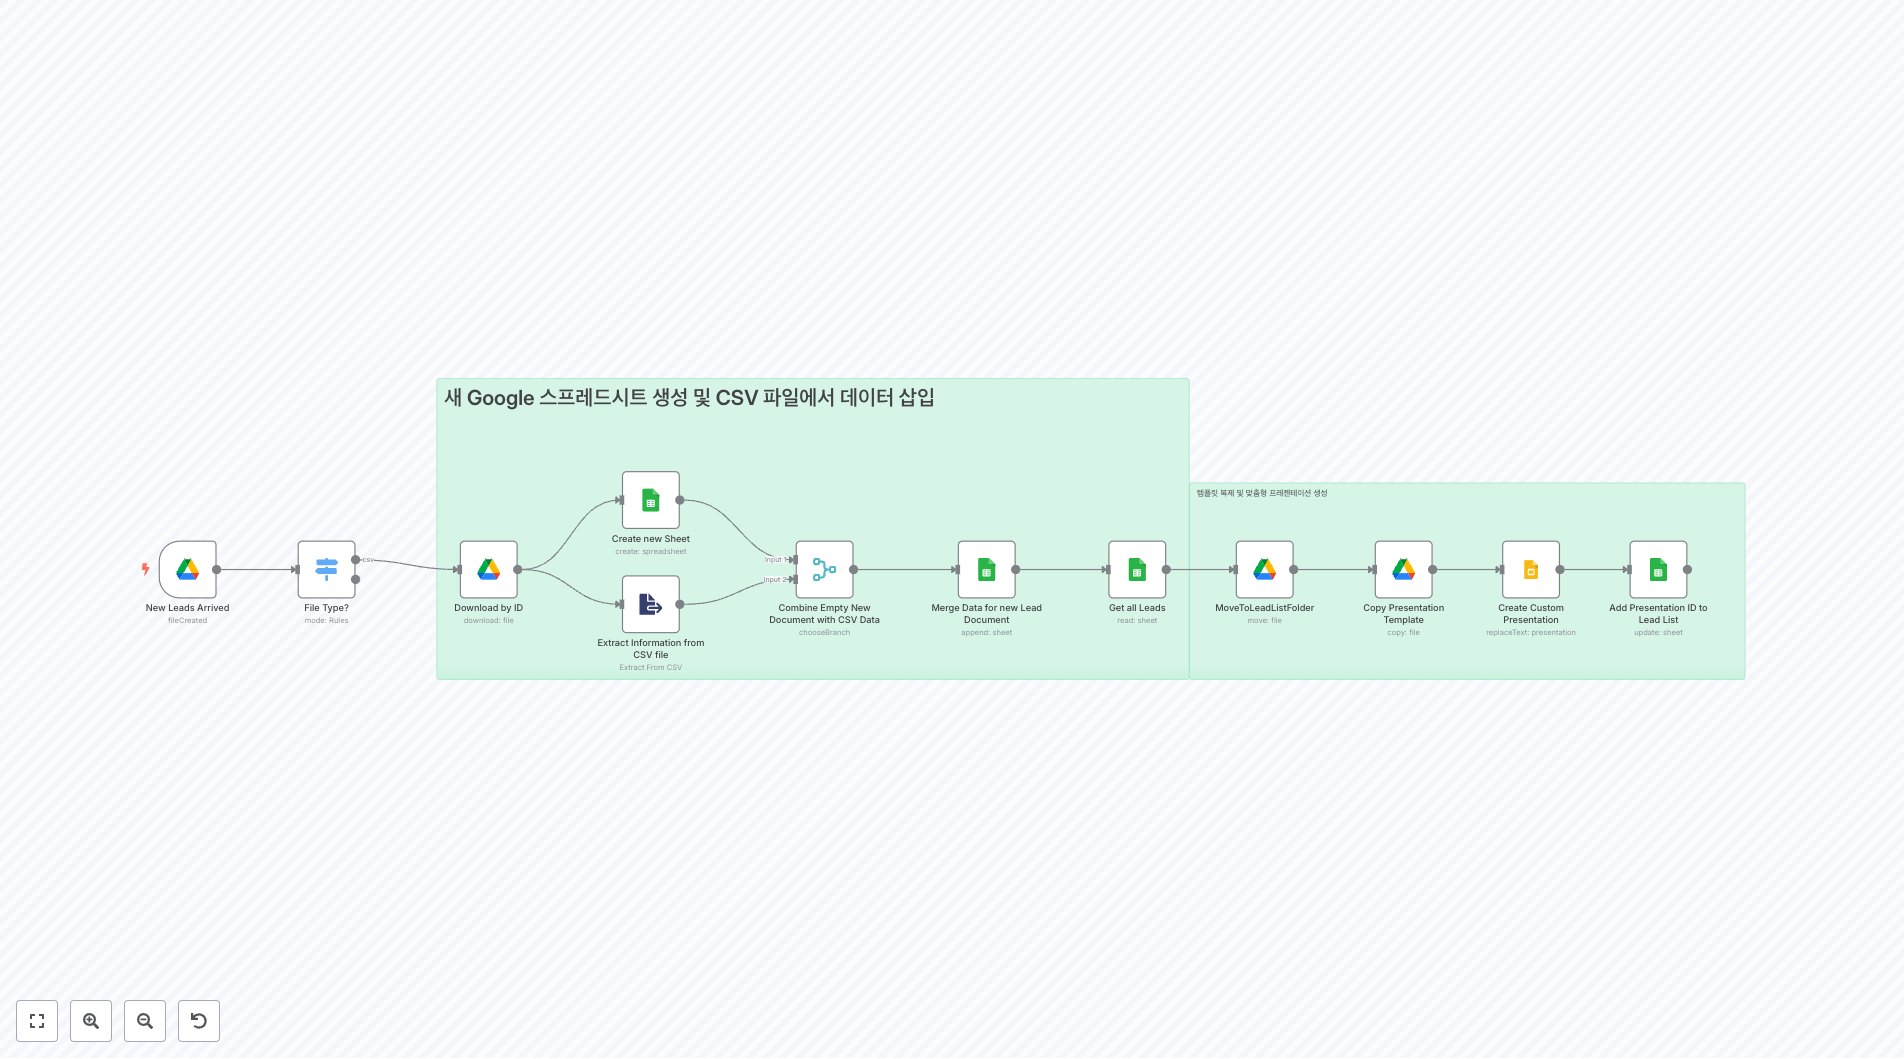 새 Google 스프레드시트 생성 및 CSV 파일에서 데이터 삽입
템플릿 복제 및 맞춤형 프레젠테이션 생성
New Leads Arrived
fileCreated
File Type?
mode: Rules
csv
Download by ID
download: file
Create new Sheet
create: spreadsheet
Extract Information from
CSV file
Extract From CSV
Input 1
Input 2
Combine Empty New
Document with CSV Data
chooseBranch
Merge Data for new Lead
Document
append: sheet
Get all Leads
read: sheet
MoveToLeadListFolder
move: file
Copy Presentation
Template
copy: file
Create Custom
Presentation
replaceText: presentation
Add Presentation ID to
Lead List
update: sheet